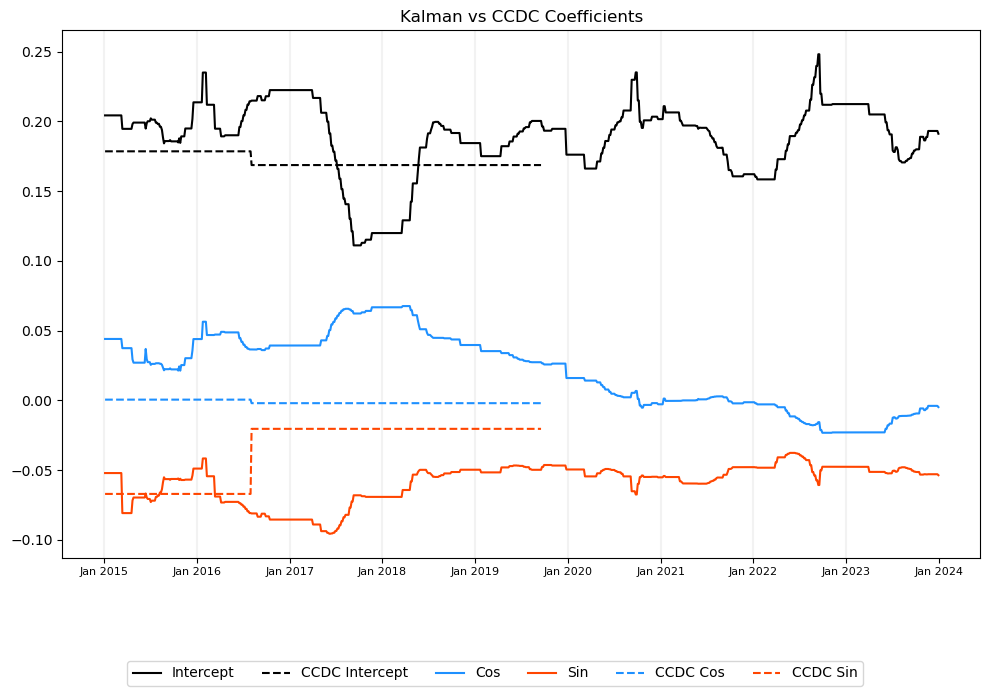 Kalman vs CCDC Coefficients
0.25
0.20
0.15
0.10
0.05
0.00
−0.05
−0.10
Jan 2015 Jan 2016 Jan 2017 Jan 2018 Jan 2019 Jan 2020 Jan 2021 Jan 2022 Jan 2023 Jan 2024
Intercept CCDC Intercept Cos Sin CCDC Cos CCDC Sin